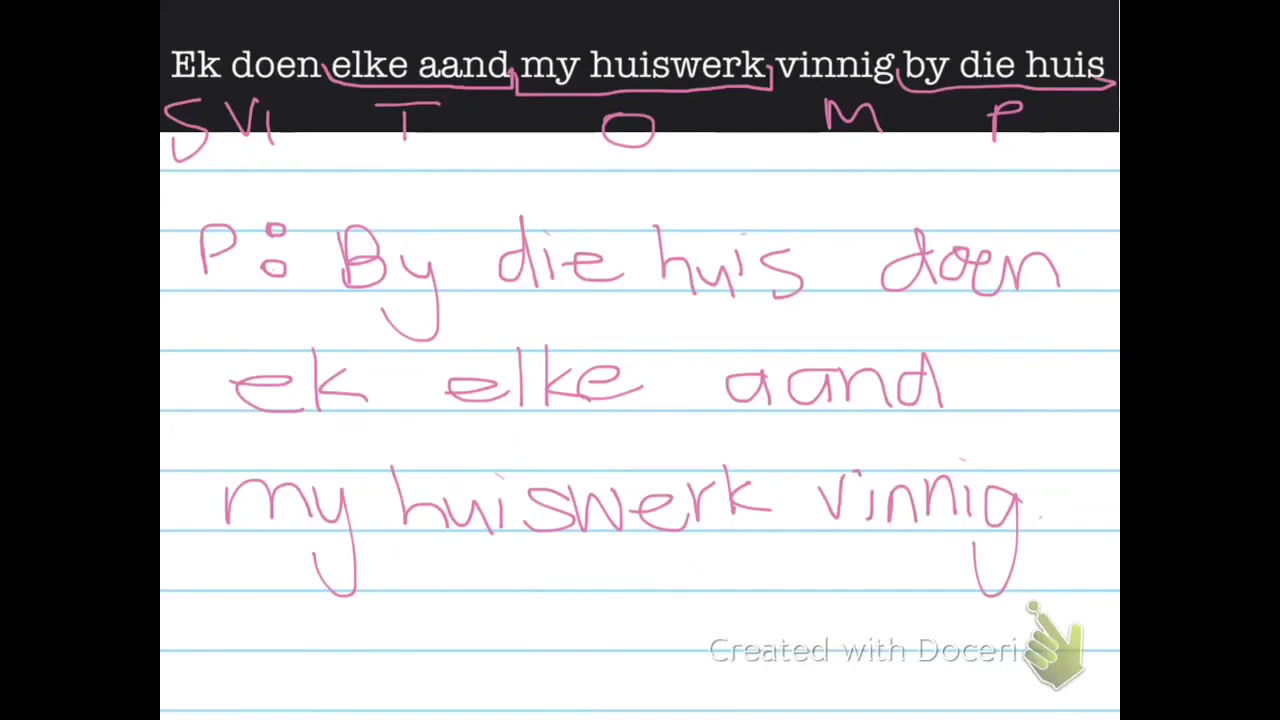 Ek doen elke aand my huiswerk vinnig by die huis
S V1 T O M P
P: By die huis doen
ek elke aand
my huiswerk vinnig.
Created with Doceri